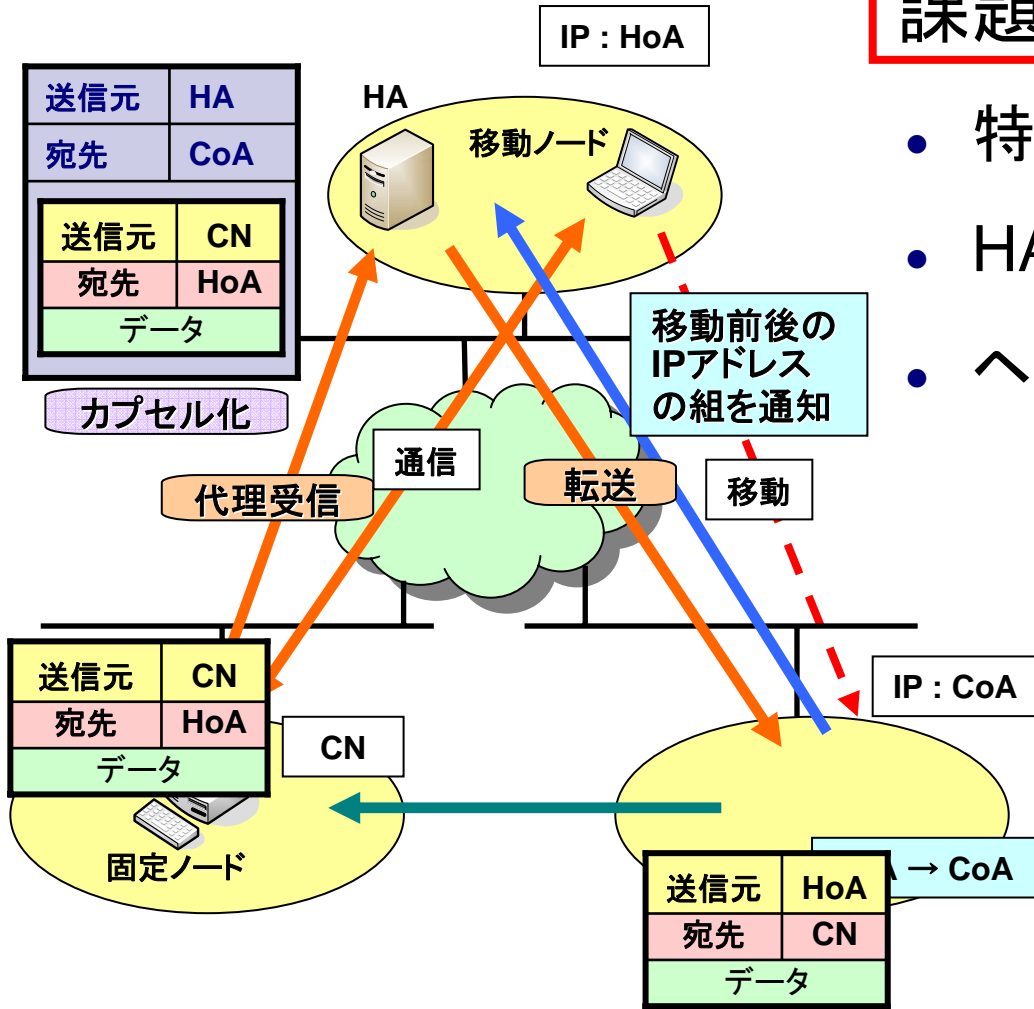 IP : HoA
課題
• 特
• HA
• ヘ
送信元 HA
宛先 CoA
送信元 CN
宛先 HoA
データ
カプセル化
HA
移動ノード
移動前後の
IPアドレス
の組を通知
代理受信
通信
転送
移動
送信元 CN
宛先 HoA
データ
CN
固定ノード
IP : CoA
→ CoA
送信元 HoA
宛先 CN
データ